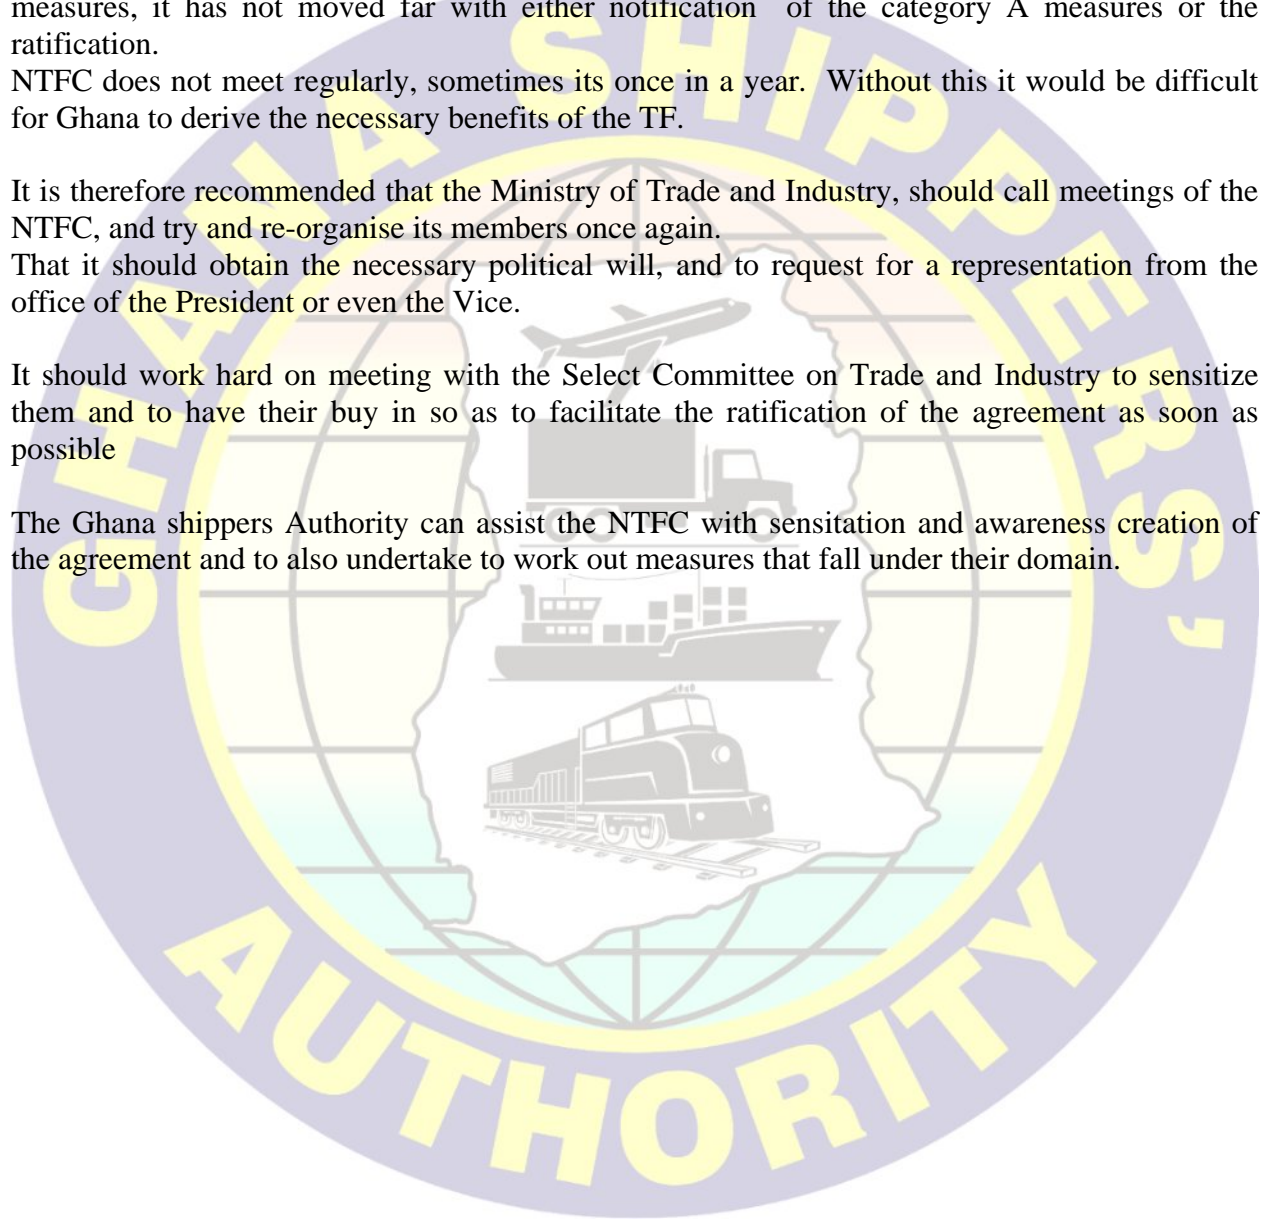 measures, it has not moved far with either notification of the category A measures or the
ratification.
NTFC does not meet regularly, sometimes its once in a year. Without this it would be difficult
for Ghana to derive the necessary benefits of the TF.
It is therefore recommended that the Ministry of Trade and Industry, should call meetings of the
NTFC, and try and re-organise its members once again.
That it should obtain the necessary political will, and to request for a representation from the
office of the President or even the Vice.
It should work hard on meeting with the Select Committee on Trade and Industry to sensitize
them and to have their buy in so as to facilitate the ratification of the agreement as soon as
possible
The Ghana shippers Authority can assist the NTFC with sensitation and awareness creation of
the agreement and to also undertake to work out measures that fall under their domain.
GHANA SHIPPERS'
AUTHORITY